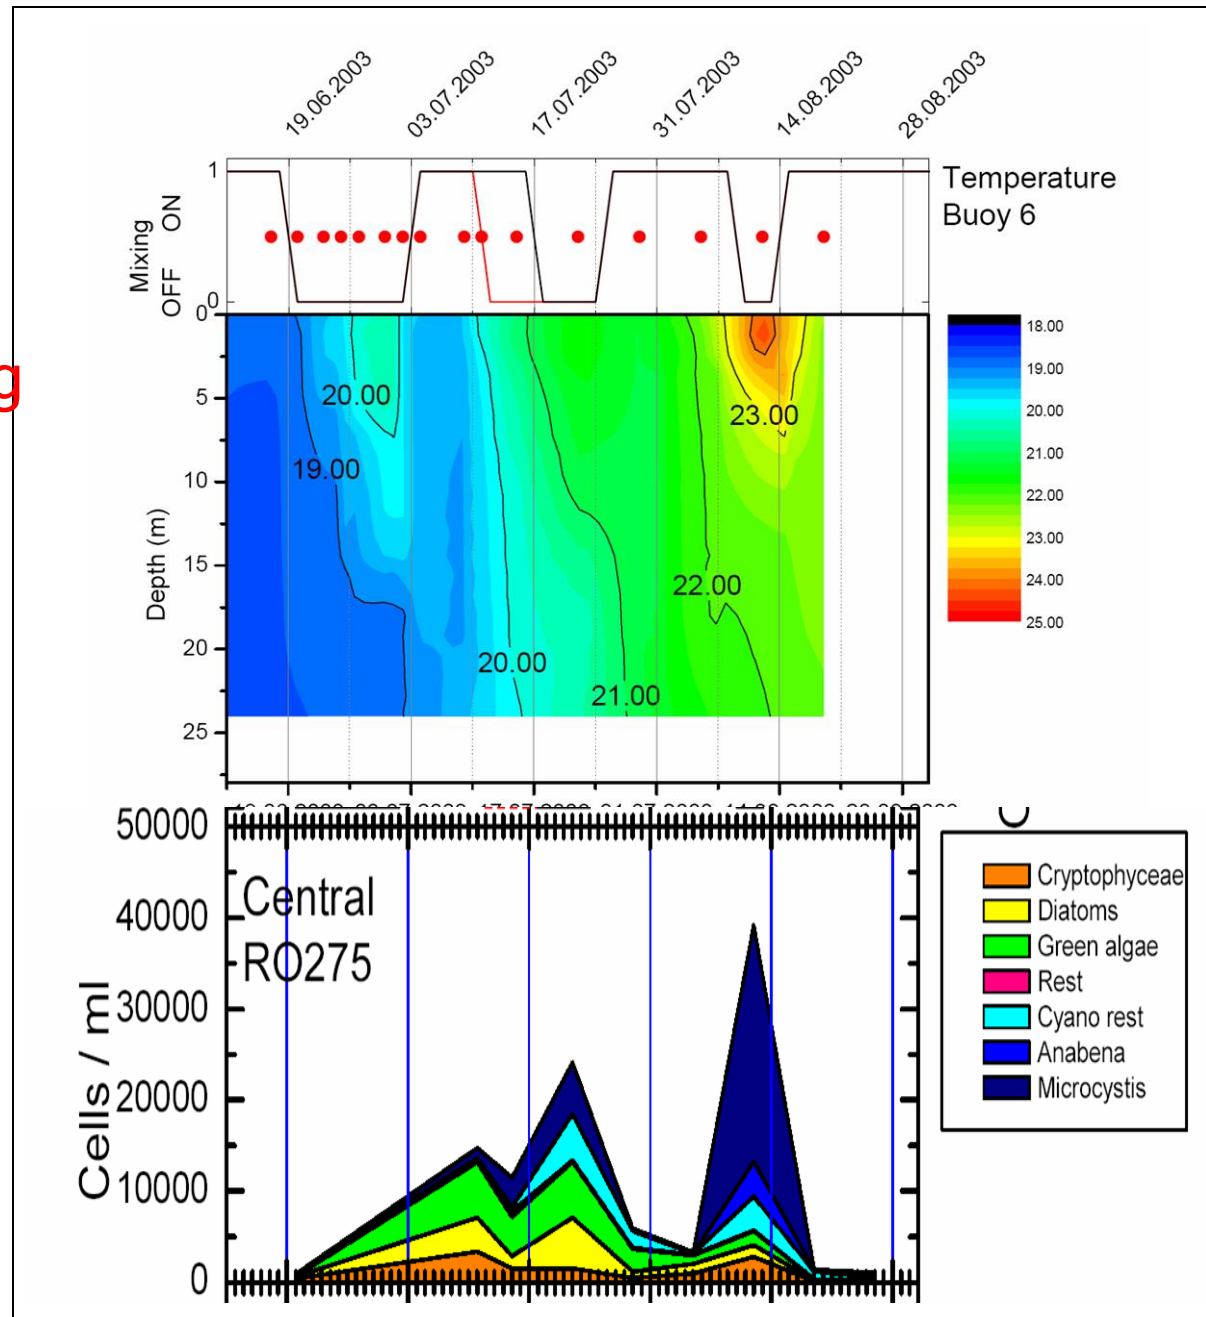 19.06.2003
03.07.2003
17.07.2003
31.07.2003
14.08.2003
28.08.2003
Temperature
Buoy 6
Mixing
OFF ON
1
0
g
0
5
10
15
20
25
Depth (m)
20.00
19.00
20.00
21.00
22.00
23.00
18.00
19.00
20.00
21.00
22.00
23.00
24.00
25.00
50000
40000
30000
20000
10000
0
Cells / ml
Central
RO275
Cryptophyceae
Diatoms
Green algae
Rest
Cyano rest
Anabena
Microcystis